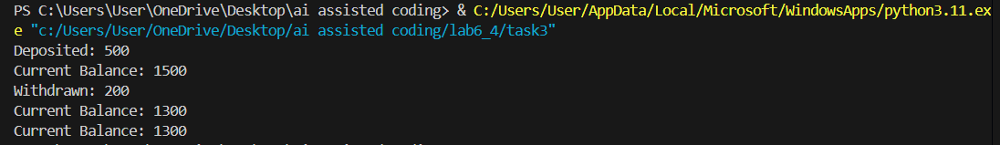 PS C:\Users\User\OneDrive\Desktop\ai assisted coding> & C:/Users/User/AppData/Local/Microsoft/WindowsApps/python3.11.ex
e "c:/Users/User/OneDrive/Desktop/ai assisted coding/lab6_4/task3"
Deposited: 500
Current Balance: 1500
Withdrawn: 200
Current Balance: 1300
Current Balance: 1300